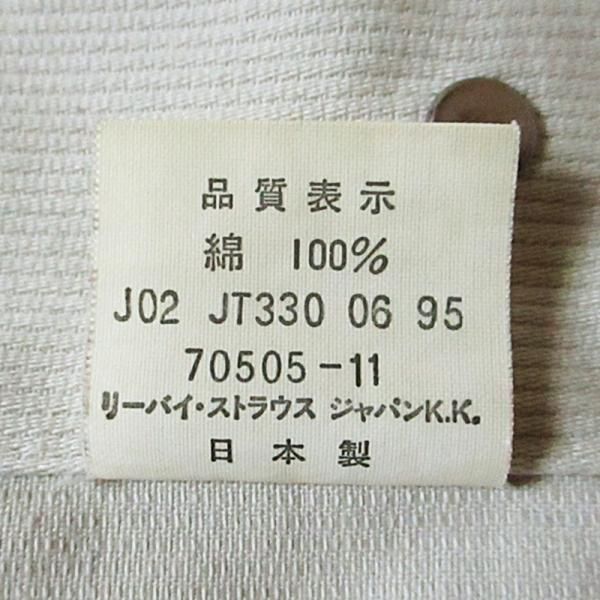 品質表示
綿 100%
J02 JT330 06 95
70505-11
リーバイ・ストラウス ジャパンK.K.
日本製